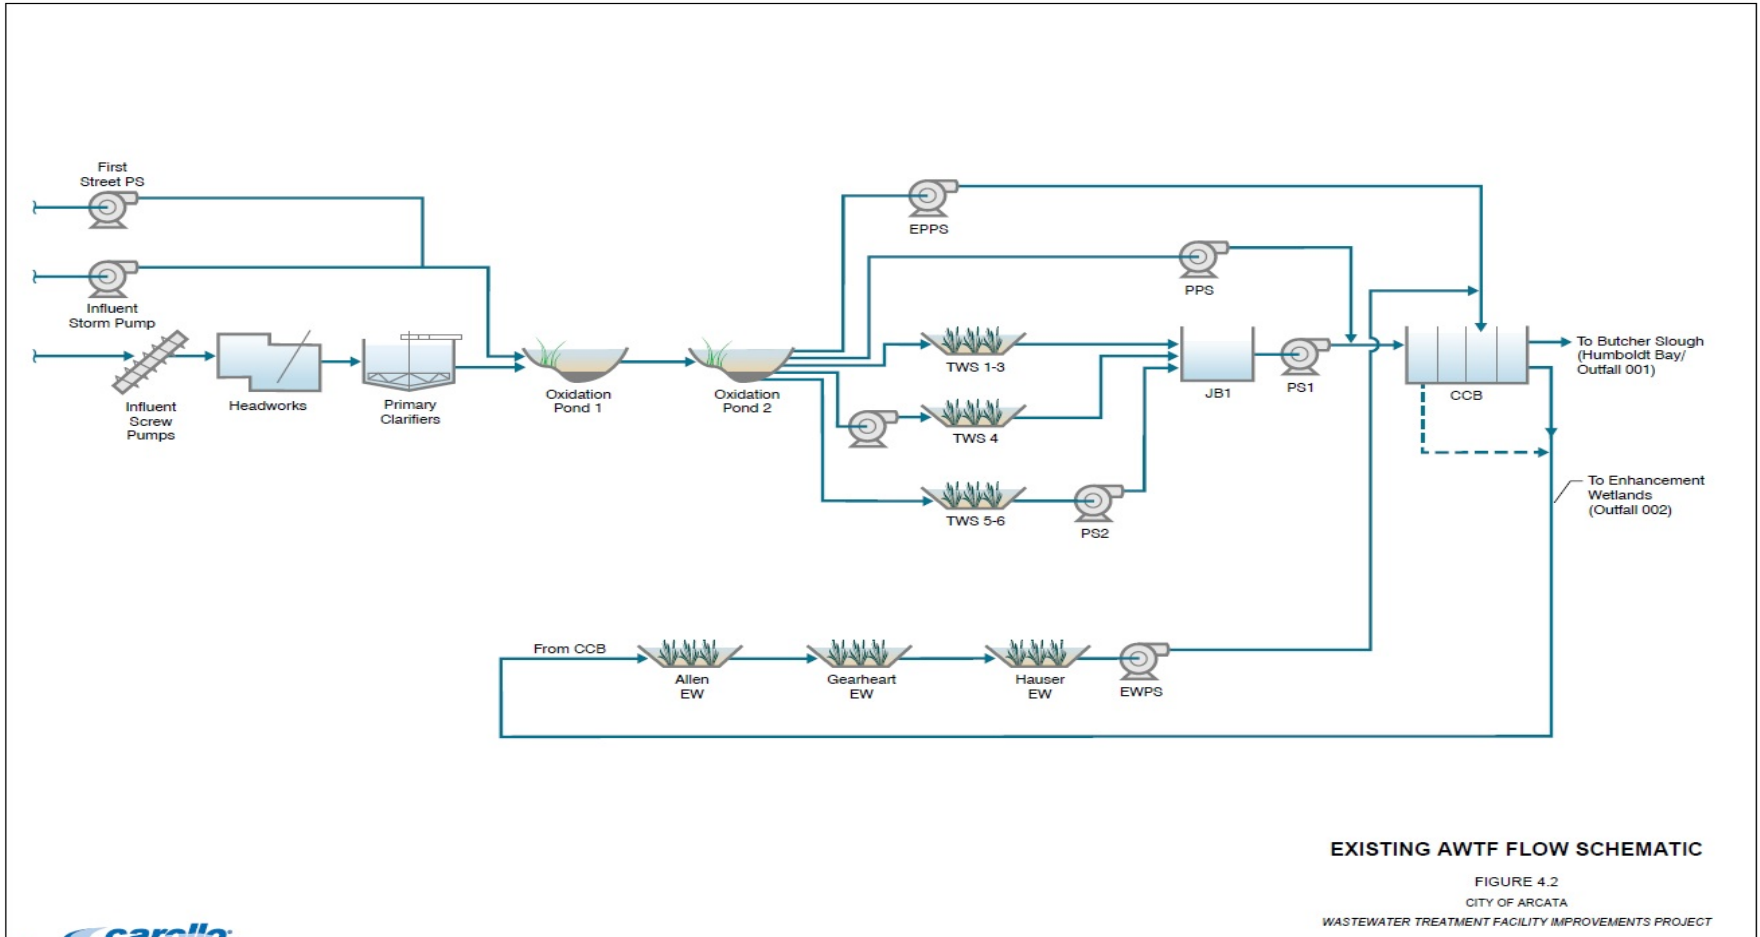 First
Street PS
Influent
Storm Pump
Influent
Screw
Pumps
Headworks
Primary
Clarifiers
Oxidation
Pond 1
Oxidation
Pond 2
EPPS
PPS
TWS 1-3
TWS 4
TWS 5-6
PS2
JB1
PS1
CCB
To Butcher Slough
(Humboldt Bay/
Outfall 001)
To Enhancement
Wetlands
(Outfall 002)
From CCB
Allen
EW
Gearheart
EW
Hauser
EW
EWPS
EXISTING AWTF FLOW SCHEMATIC
FIGURE 4.2
CITY OF ARCATA
WASTEWATER TREATMENT FACILITY IMPROVEMENTS PROJECT
carollo